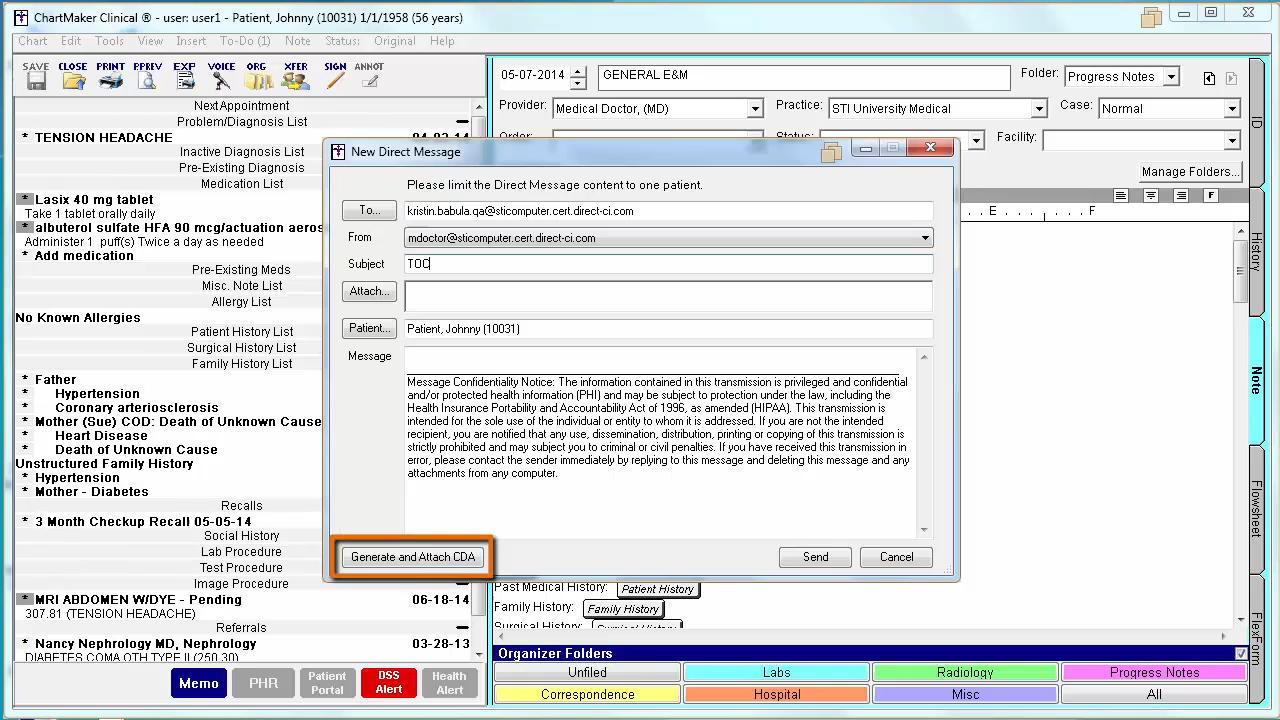 ChartMaker Clinical ® - user: user1 - Patient, Johnny (10031) 1/1/1958 (56 years)
Chart Edit Tools View Insert To-Do (1) Note Status: Original Help
SAVE CLOSE PRINT PPREV EXP VOICE ORG XFER SIGN ANNOT
NextAppointment
Problem/Diagnosis List
* TENSION HEADACHE
Inactive Diagnosis List
Pre-Existing Diagnosis
Medication List
* Lasix 40 mg tablet
Take 1 tablet orally daily
* albuterol sulfate HFA 90 mcg/actuation aeros
Administer 1 puff(s) Twice a day as needed
* Add medication
Pre-Existing Meds
Misc. Note List
Allergy List
No Known Allergies
Patient History List
Surgical History List
Family History List
* Father
Hypertension
Coronary arteriosclerosis
* Mother (Sue) COD: Death of Unknown Cause
Heart Disease
Death of Unknown Cause
Unstructured Family History
* Hypertension
* Mother - Diabetes
Recalls
* 3 Month Checkup Recall 05-05-14
Social History
Lab Procedure
Test Procedure
Image Procedure
* MRI ABDOMEN W/DYE - Pending 06-18-14
307.81 (TENSION HEADACHE)
Referrals
* Nancy Nephrology MD, Nephrology 03-28-13
DIABETES COMA OTH TYPE II (250.30)
Memo PHR Patient Portal DSS Alert Health Alert
05-07-2014 GENERAL E&M Folder: Progress Notes
Provider: Medical Doctor, (MD) Practice: STI University Medical Case: Normal
Order: Status: Facility:
Manage Folders...
E F
New Direct Message
Please limit the Direct Message content to one patient.
To... kristin.babula.qa@sticomputer.cert.direct-ci.com
From mdoctor@sticomputer.cert.direct-ci.com
Subject TOC
Attach...
Patient... Patient, Johnny (10031)
Message
Message Confidentiality Notice: The information contained in this transmission is privileged and confidential
and/or protected health information (PHI) and may be subject to protection under the law, including the
Health Insurance Portability and Accountability Act of 1996, as amended (HIPAA). This transmission is
intended for the sole use of the individual or entity to whom it is addressed. If you are not the intended
recipient, you are notified that any use, dissemination, distribution, printing or copying of this transmission is
strictly prohibited and may subject you to criminal or civil penalties. If you have received this transmission in
error, please contact the sender immediately by replying to this message and deleting this message and any
attachments from any computer.
Generate and Attach CDA Send Cancel
Past Medical History: Patient History
Family History: Family History
Surgical History: Surgical History
Organizer Folders
Unfiled Labs Radiology Progress Notes
Correspondence Hospital Misc All
ID
History
Note
Flowsheet
FlexForm